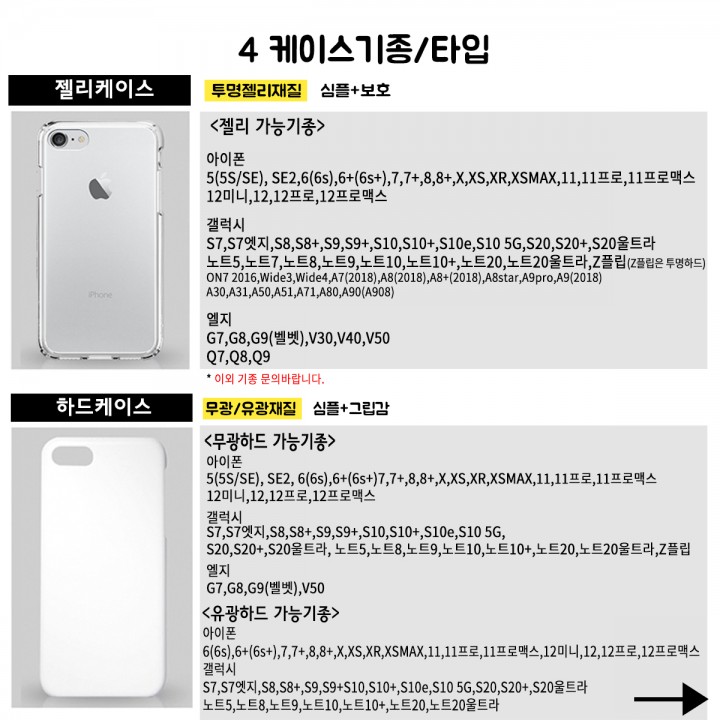 4 케이스기종/타입
젤리케이스
투명젤리재질 심플+보호
<젤리 가능기종>
아이폰
5(5S/SE), SE2,6(6s),6+(6s+),7,7+,8,8+,X,XS,XR,XSMAX,11,11프로,11프로맥스
12미니,12,12프로,12프로맥스
갤럭시
S7,S7엣지,S8,S8+,S9,S9+,S10,S10+,S10e,S10 5G,S20,S20+,S20울트라
노트5,노트7,노트8,노트9,노트10,노트10+,노트20,노트20울트라,Z플립(Z플립은 투명하드)
ON7 2016,Wide3,Wide4,A7(2018),A8(2018),A8+(2018),A8star,A9pro,A9(2018)
A30,A31,A50,A51,A71,A80,A90(A908)
엘지
G7,G8,G9(벨벳),V30,V40,V50
Q7,Q8,Q9
* 이외 기종 문의바랍니다.
iPhone
하드케이스
무광/유광재질 심플+그립감
<무광하드 가능기종>
아이폰
5(5S/SE), SE2, 6(6s),6+(6s+)7,7+,8,8+,X,XS,XR,XSMAX,11,11프로,11프로맥스
12미니,12,12프로,12프로맥스
갤럭시
S7,S7엣지,S8,S8+,S9,S9+,S10,S10+,S10e,S10 5G,
S20,S20+,S20울트라, 노트5,노트8,노트9,노트10,노트10+,노트20,노트20울트라,Z플립
엘지
G7,G8,G9(벨벳),V50
<유광하드 가능기종>
아이폰
6(6s),6+(6s+),7,7+,8,8+,X,XS,XR,XSMAX,11,11프로,11프로맥스,12미니,12,12프로,12프로맥스
갤럭시
S7,S7엣지,S8,S8+,S9,S9+S10,S10+,S10e,S10 5G,S20,S20+,S20울트라
노트5,노트8,노트9,노트10,노트10+,노트20,노트20울트라